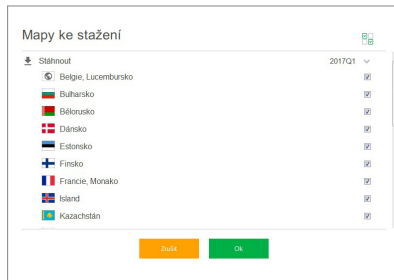 Mapy ke stažení
Stáhnout 2017Q1
Belgie, Lucembursko
Bulharsko
Bělorusko
Dánsko
Estonsko
Finsko
Francie, Monako
Island
Kazachstán
Zrušit Ok